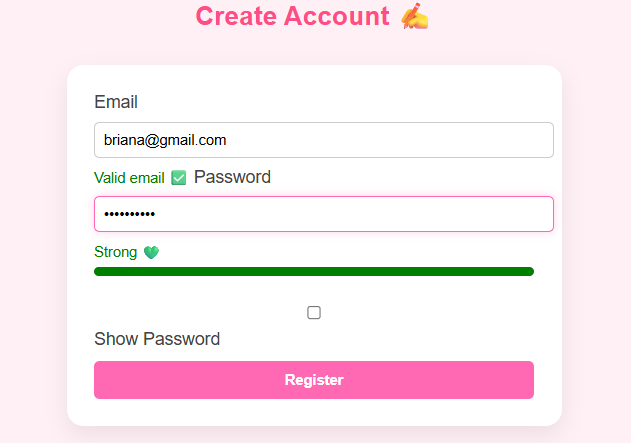 Create Account ✍️
Email
briana@gmail.com
Valid email ✅ Password
••••••••••
Strong 💚
Show Password
Register